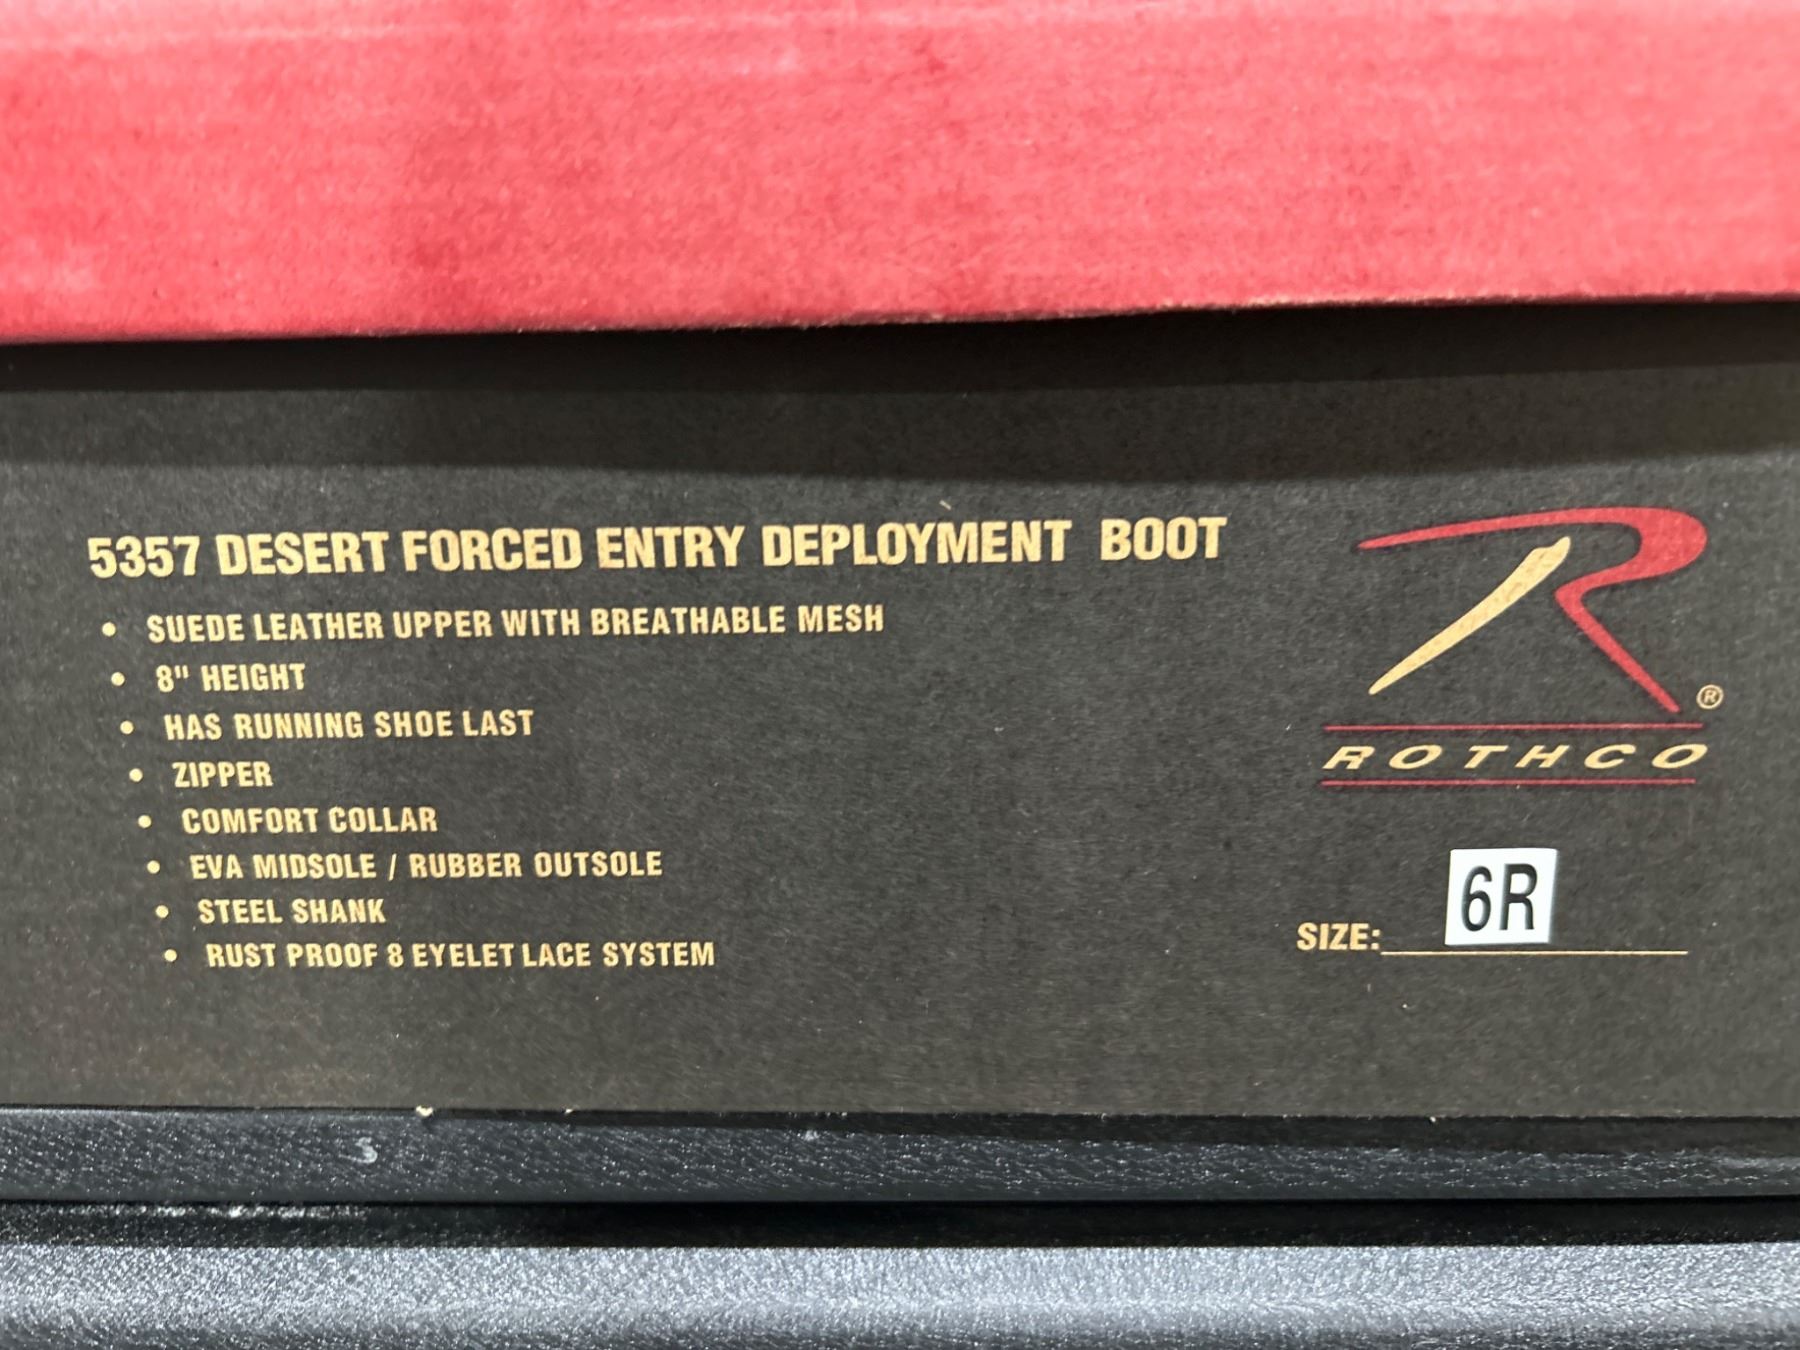 5357 DESERT FORCED ENTRY DEPLOYMENT BOOT
• SUEDE LEATHER UPPER WITH BREATHABLE MESH
• 8" HEIGHT
• HAS RUNNING SHOE LAST
• ZIPPER
• COMFORT COLLAR
• EVA MIDSOLE / RUBBER OUTSOLE
• STEEL SHANK
• RUST PROOF 8 EYELET LACE SYSTEM
R®
ROTHCO
SIZE: 6R